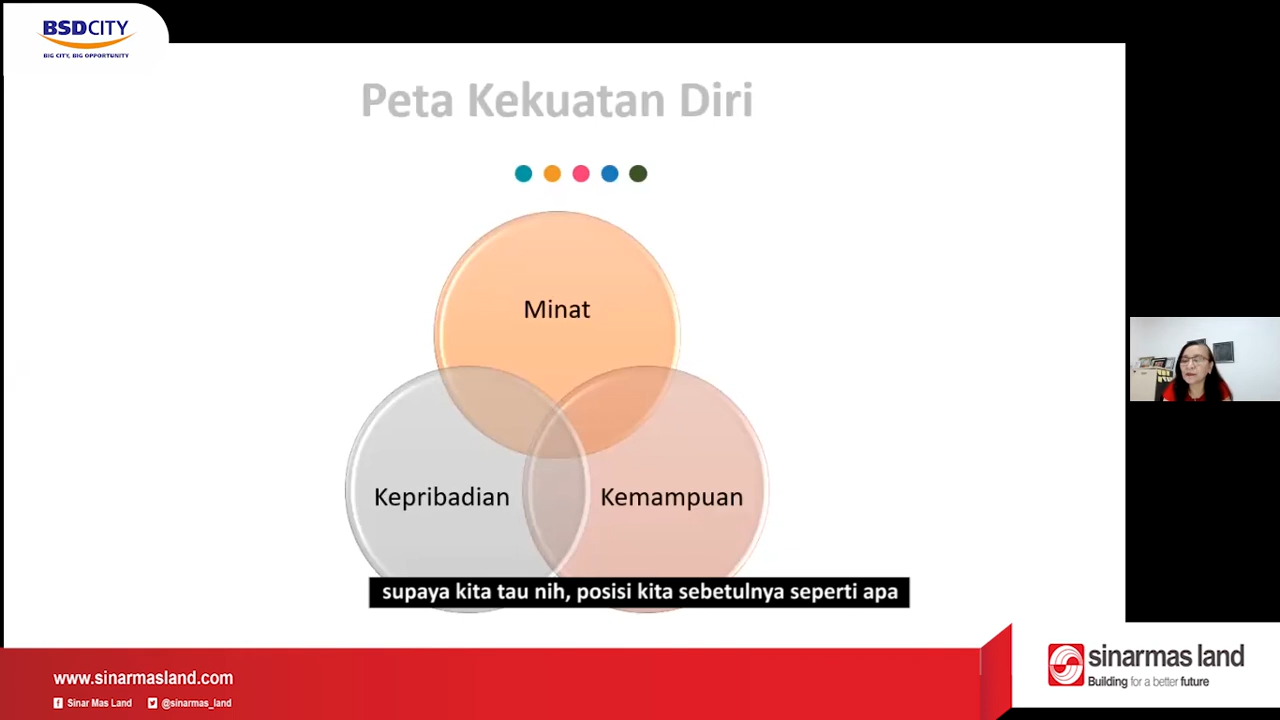 BSDCITY
BIG CITY, BIG OPPORTUNITY
Peta Kekuatan Diri
Minat
Kepribadian
Kemampuan
supaya kita tau nih, posisi kita sebetulnya seperti apa
www.sinarmasland.com
Sinar Mas Land
@sinarmas_land
sinarmas land
Building for a better future